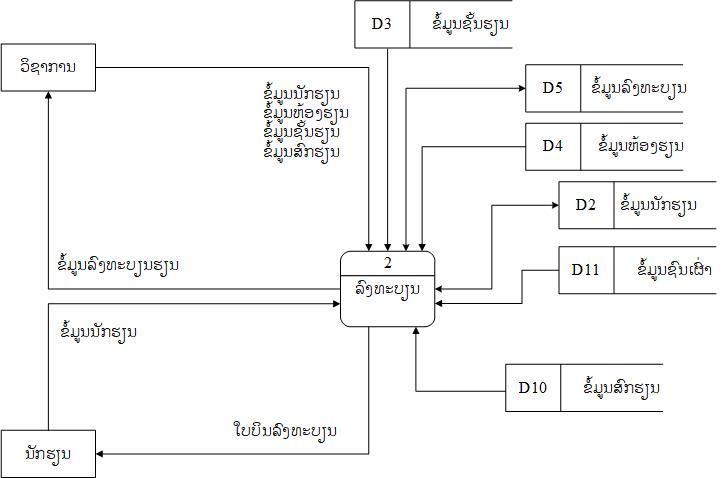 D3 ຂໍ້ມູນຊັ້ນຮຽນ
ວິຊາການ
ຂໍ້ມູນນັກຮຽນ
ຂໍ້ມູນຫ້ອງຮຽນ
ຂໍ້ມູນຊັ້ນຮຽນ
ຂໍ້ມູນສົກຮຽນ
D5 ຂໍ້ມູນລົງທະບຽນ
D4 ຂໍ້ມູນຫ້ອງຮຽນ
D2 ຂໍ້ມູນນັກຮຽນ
D11 ຂໍ້ມູນຊົນເຜົ່າ
2
ລົງທະບຽນ
ຂໍ້ມູນລົງທະບຽນຮຽນ
ຂໍ້ມູນນັກຮຽນ
D10 ຂໍ້ມູນສົກຮຽນ
ໃບບິນລົງທະບຽນ
ນັກຮຽນ